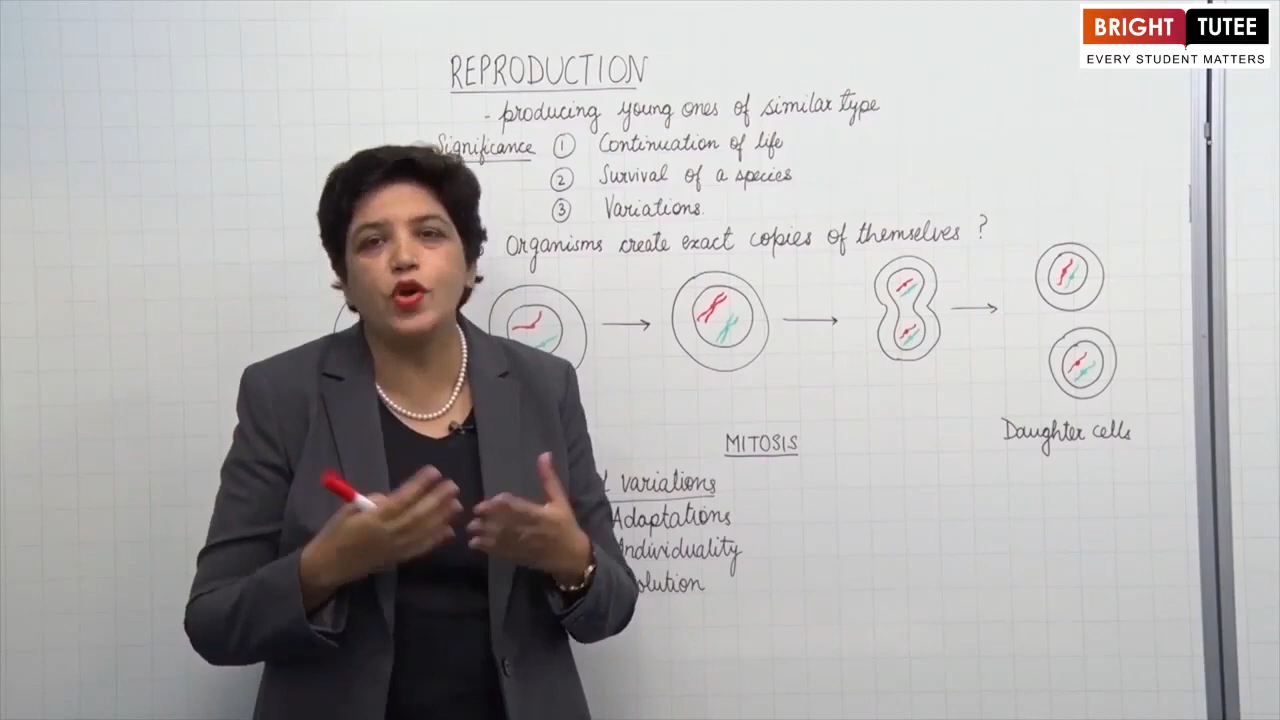 BRIGHT TUTEE
EVERY STUDENT MATTERS
REPRODUCTION
- producing young ones of similar type
Significance ① Continuation of life
② Survival of a species
③ Variations.
Organisms create exact copies of themselves ?
Daughter cells
MITOSIS
variations
Adaptations
Individuality